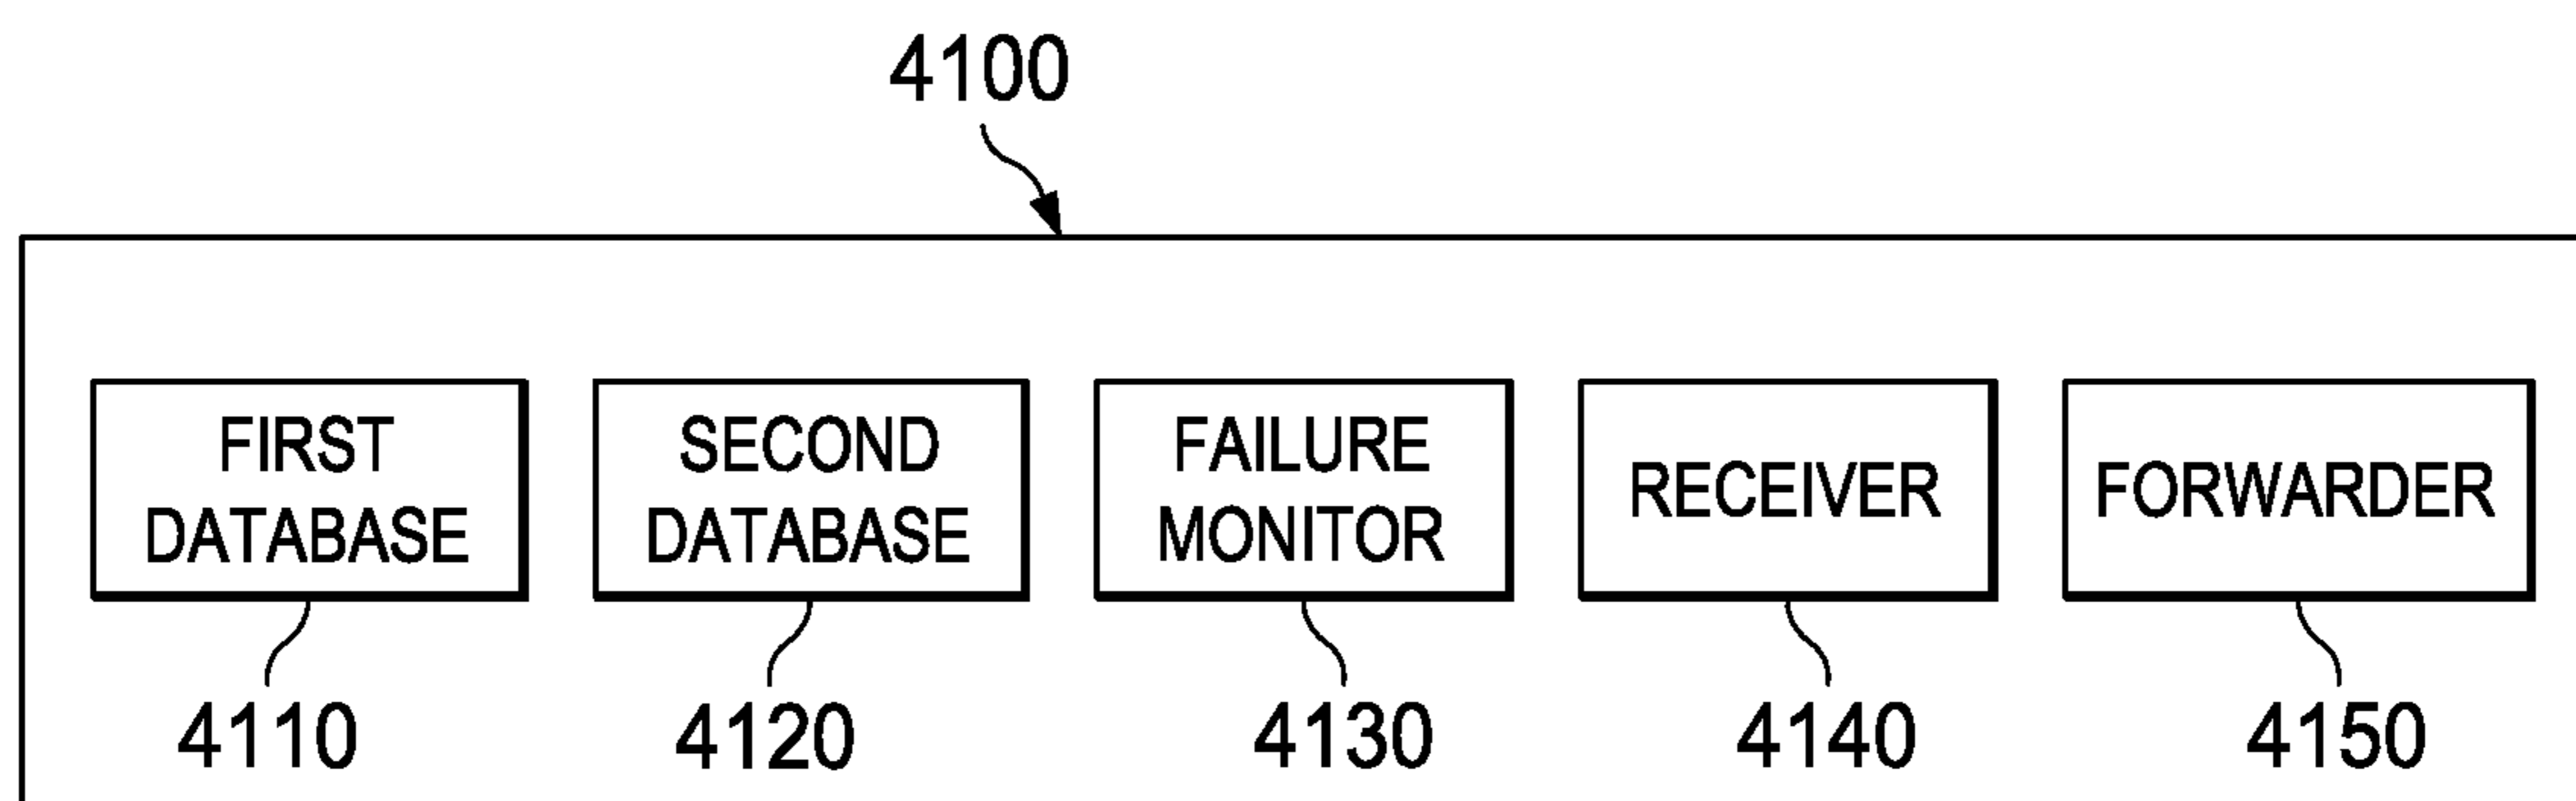 4100
FIRST
DATABASE
SECOND
DATABASE
FAILURE
MONITOR
RECEIVER
FORWARDER
4110
4120
4130
4140
4150